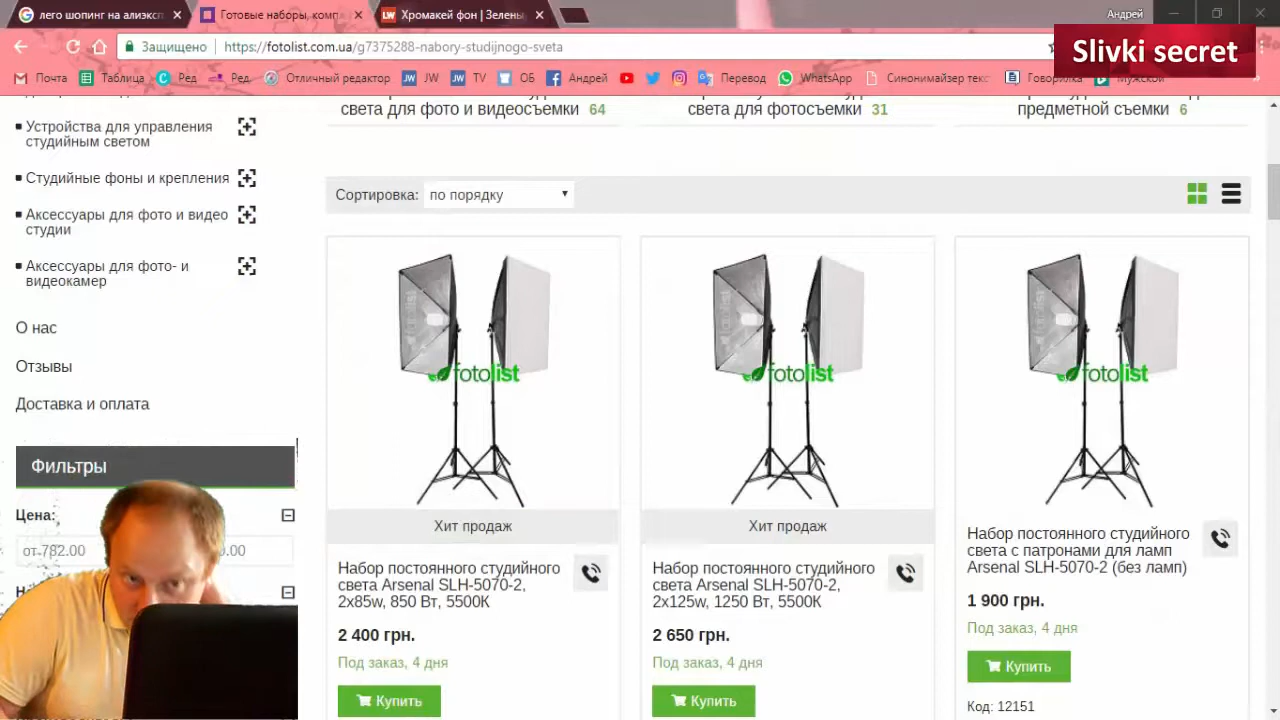 лего шопинг на алиэксп
Готовые наборы, комп
Хромакей фон | Зелены
Андрей
Защищено
https://fotolist.com.ua/g7375288-nabory-studijnogo-sveta
Slivki secret
Почта
Таблица
Ред
Ред.
Отличный редактор
JW
TV
ОБ
Андрей
Перевод
WhatsApp
Синонимайзер текс
Говорилка
Мужской
света для фото и видеосъемки 64
света для фотосъемки 31
предметной съемки 6
Устройства для управления
студийным светом
Студийные фоны и крепления
Аксессуары для фото и видео
студии
Аксессуары для фото- и
видеокамер
О нас
Отзывы
Доставка и оплата
Фильтры
Цена:
от 782.00
Сортировка: по порядку
fotolist
fotolist
fotolist
Хит продаж
Набор постоянного студийного
света Arsenal SLH-5070-2,
2x85w, 850 Вт, 5500К
2 400 грн.
Под заказ, 4 дня
Купить
Хит продаж
Набор постоянного студийного
света Arsenal SLH-5070-2,
2x125w, 1250 Вт, 5500К
2 650 грн.
Под заказ, 4 дня
Купить
Набор постоянного студийного
света с патронами для ламп
Arsenal SLH-5070-2 (без ламп)
1 900 грн.
Под заказ, 4 дня
Купить
Код: 12151